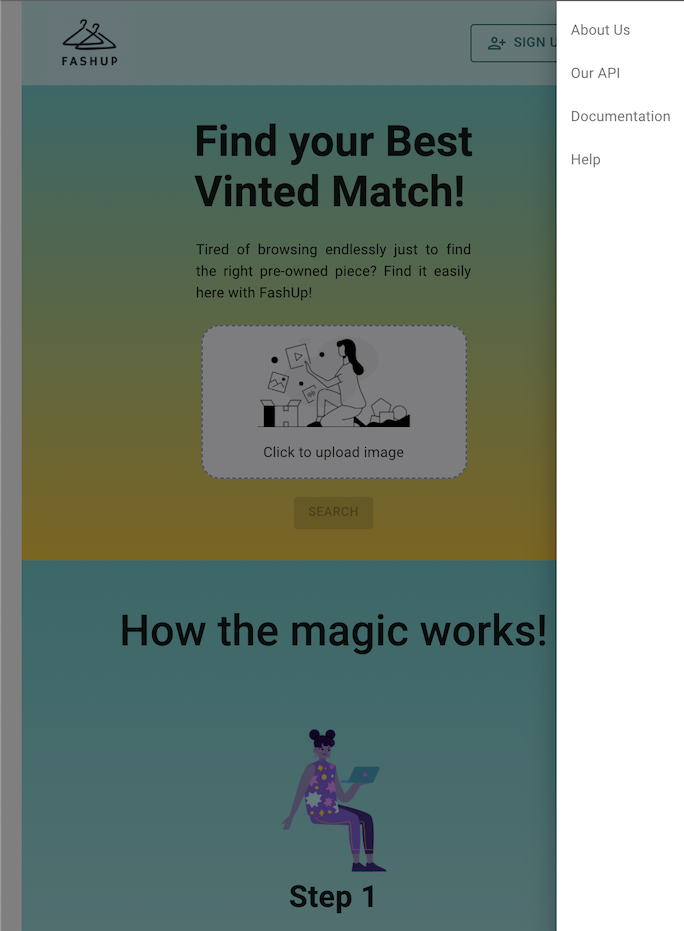 FASHUP
SIGN U
About Us
Our API
Documentation
Help
Find your Best
Vinted Match!
Tired of browsing endlessly just to find
the right pre-owned piece? Find it easily
here with FashUp!
Click to upload image
SEARCH
How the magic works!
Step 1